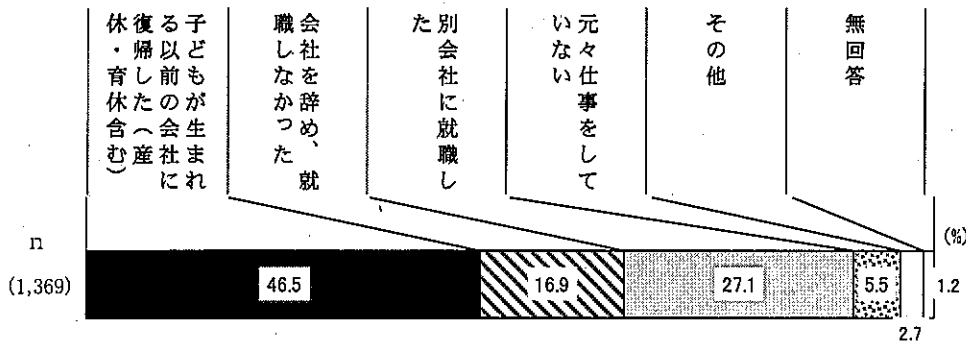 子どもが生まれ
る以前の会社に
復帰した（産
休・育休含む）
会社を辞め、就
職しなかった
別会社に就職し
た
元々仕事をして
いない
その他
無回答
n
(%)
(1,369)
46.5
16.9
27.1
5.5
1.2
2.7